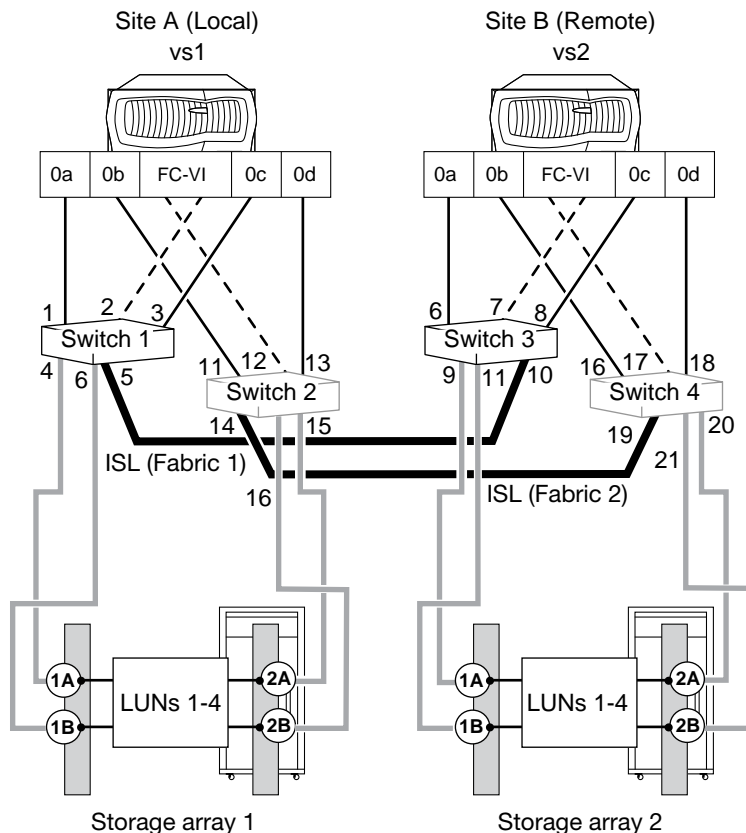 Site A (Local)
vs1
Site B (Remote)
vs2
0a 0b FC-VI 0c 0d
0a 0b FC-VI 0c 0d
1 2 3
Switch 1
4 6 5
11 12 13
Switch 2
14 15
16
6 7 8
Switch 3
9 11 10
16 17 18
Switch 4
19 20
21
ISL (Fabric 1)
ISL (Fabric 2)
1A
1B
LUNs 1-4
2A
2B
1A
1B
LUNs 1-4
2A
2B
Storage array 1
Storage array 2